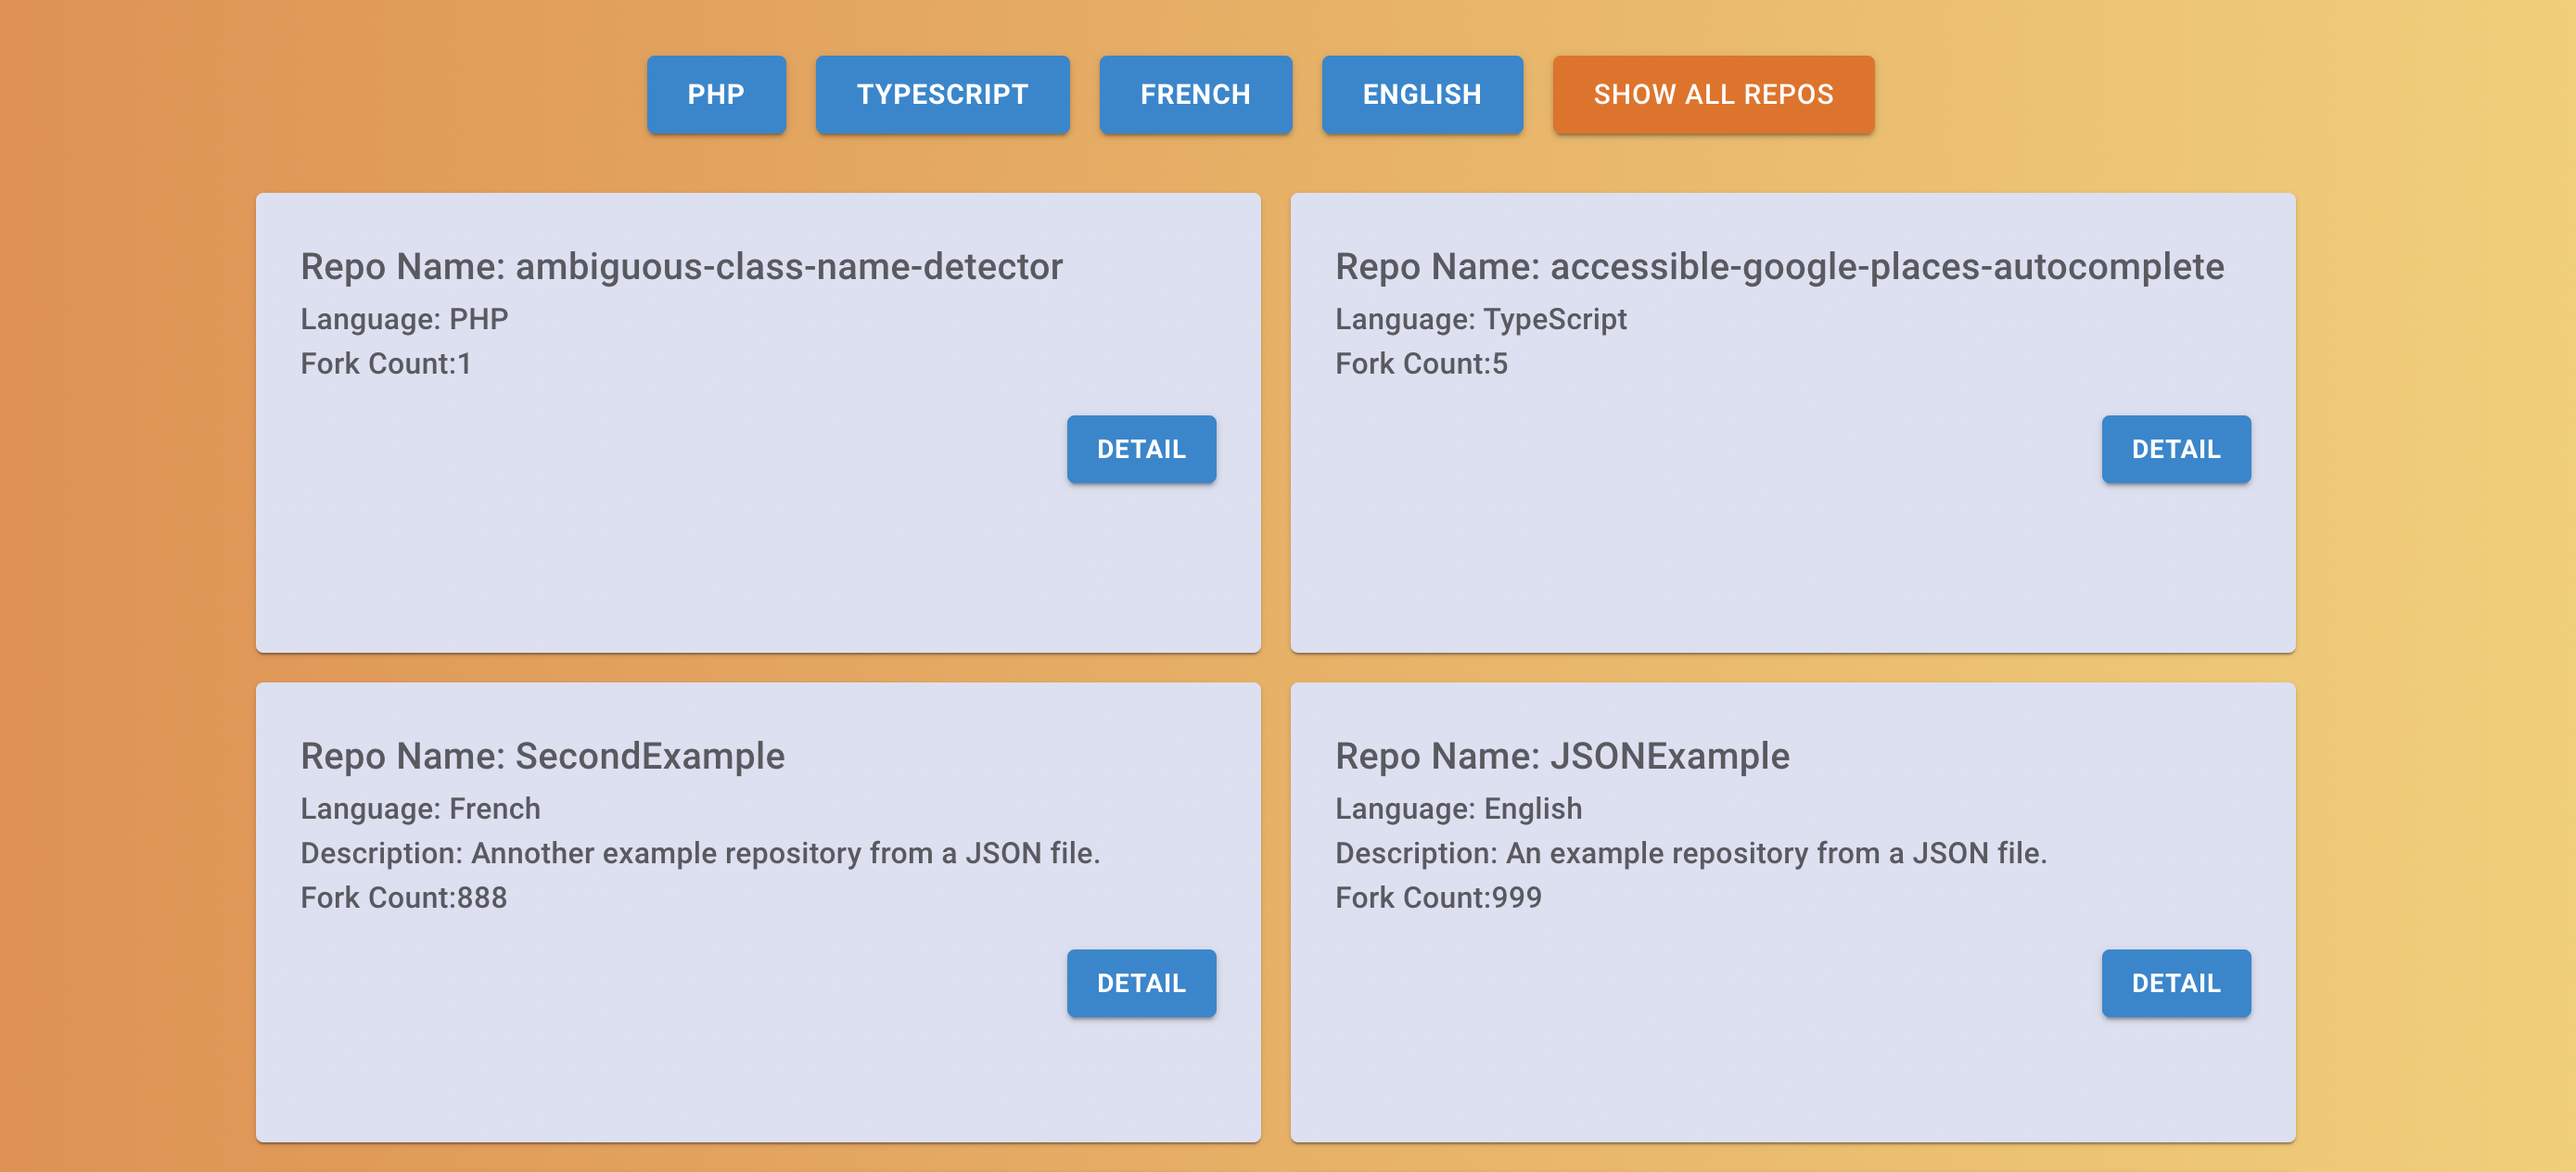 PHP
TYPESCRIPT
FRENCH
ENGLISH
SHOW ALL REPOS
Repo Name: ambiguous-class-name-detector
Language: PHP
Fork Count:1
DETAIL
Repo Name: accessible-google-places-autocomplete
Language: TypeScript
Fork Count:5
DETAIL
Repo Name: SecondExample
Language: French
Description: Annother example repository from a JSON file.
Fork Count:888
DETAIL
Repo Name: JSONExample
Language: English
Description: An example repository from a JSON file.
Fork Count:999
DETAIL